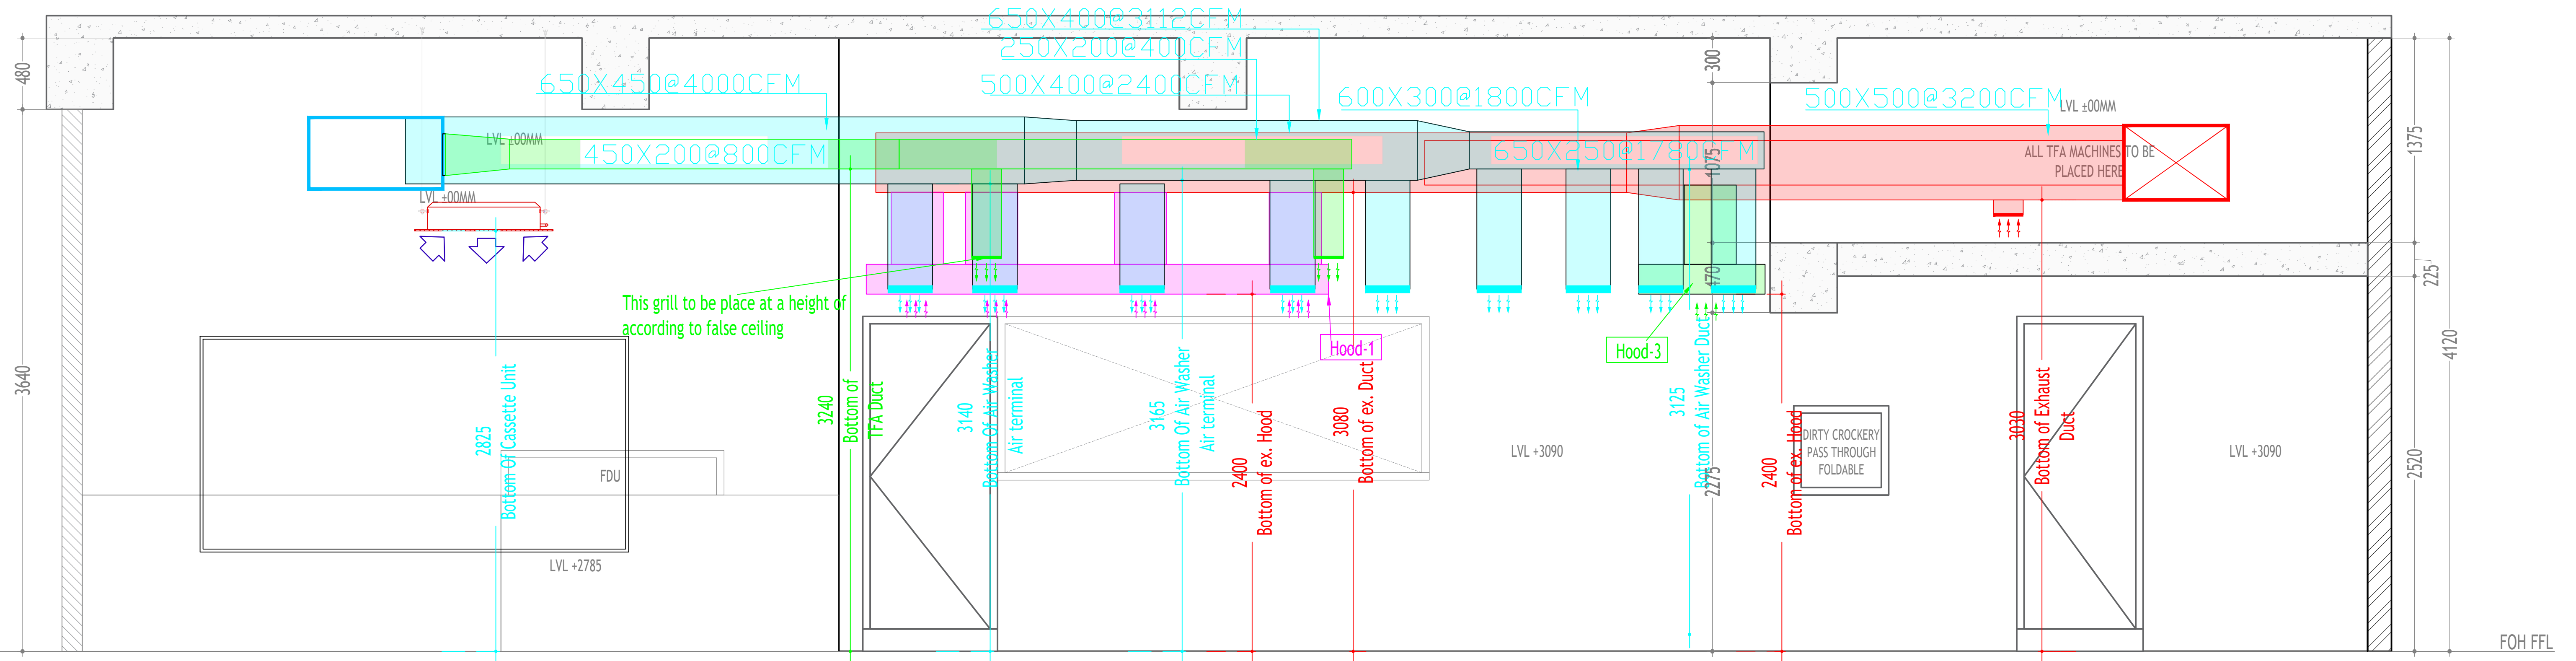 650X400@3112CFM
250X200@400CFM
650X450@4000CFM
500X400@2400CFM
600X300@1800CFM
500X500@3200CFM
LVL ±00MM
480
300
1375
LVL ±00MM
450X200@800CFM
650X250@1780CFM
1075
ALL TFA MACHINES TO BE
PLACED HERE
LVL ±00MM
470
225
This grill to be place at a height of
according to false ceiling
Hood-1
Hood-3
3640
4120
2825
Bottom Of Cassette Unit
3240
Bottom of
TFA Duct
3140
Bottom Of Air Washer
Air terminal
3165
Bottom Of Air Washer
Air terminal
2400
Bottom of ex. Hood
3080
Bottom of ex. Duct
3125
Bottom of Air Washer Duct
2275
2400
Bottom of ex. Hood
DIRTY CROCKERY
PASS THROUGH
FOLDABLE
3030
Bottom of Exhaust
Duct
2520
FDU
LVL +3090
LVL +3090
LVL +2785
FOH FFL